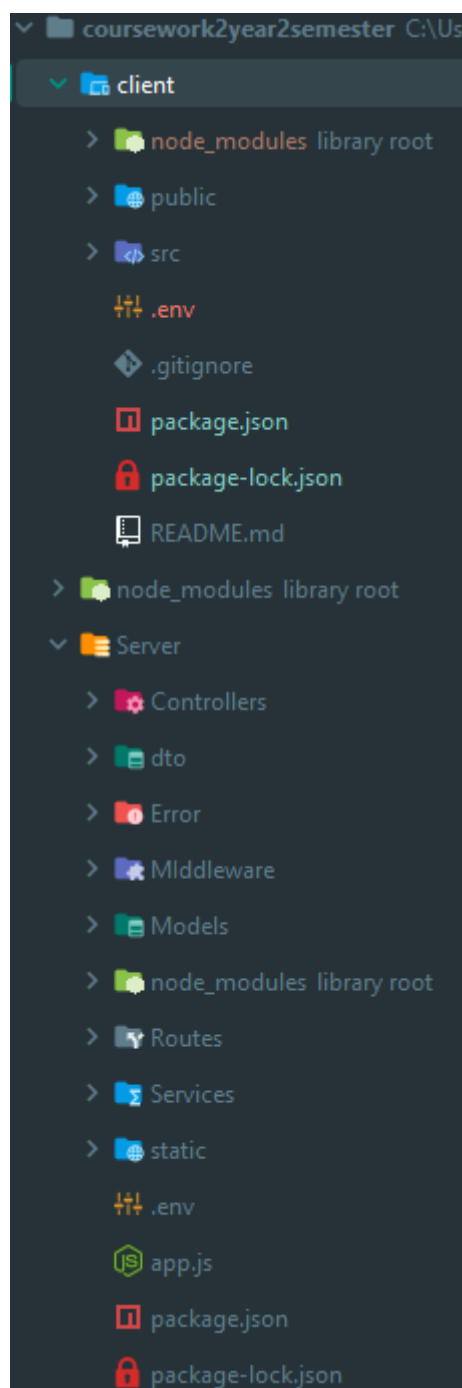 coursework2year2semester C:\Us
client
node_modules library root
public
src
.env
.gitignore
package.json
package-lock.json
README.md
node_modules library root
Server
Controllers
dto
Error
MIddleware
Models
node_modules library root
Routes
Services
static
.env
app.js
package.json
package-lock.json